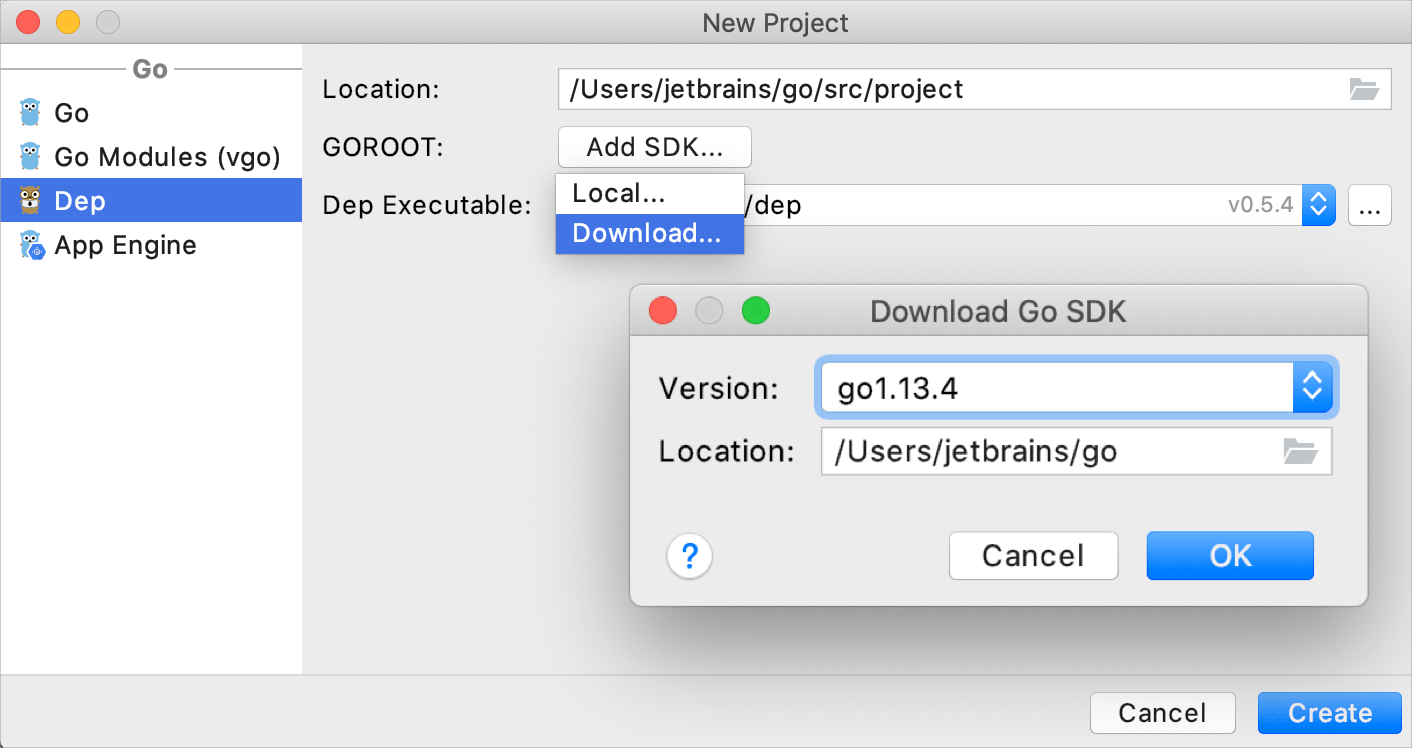 New Project
Go
Go
Go Modules (vgo)
Dep
App Engine
Location: /Users/jetbrains/go/src/project
GOROOT: Add SDK...
Local...
Download...
Dep Executable: /dep v0.5.4 ...
Download Go SDK
Version: go1.13.4
Location: /Users/jetbrains/go
? Cancel OK
Cancel Create